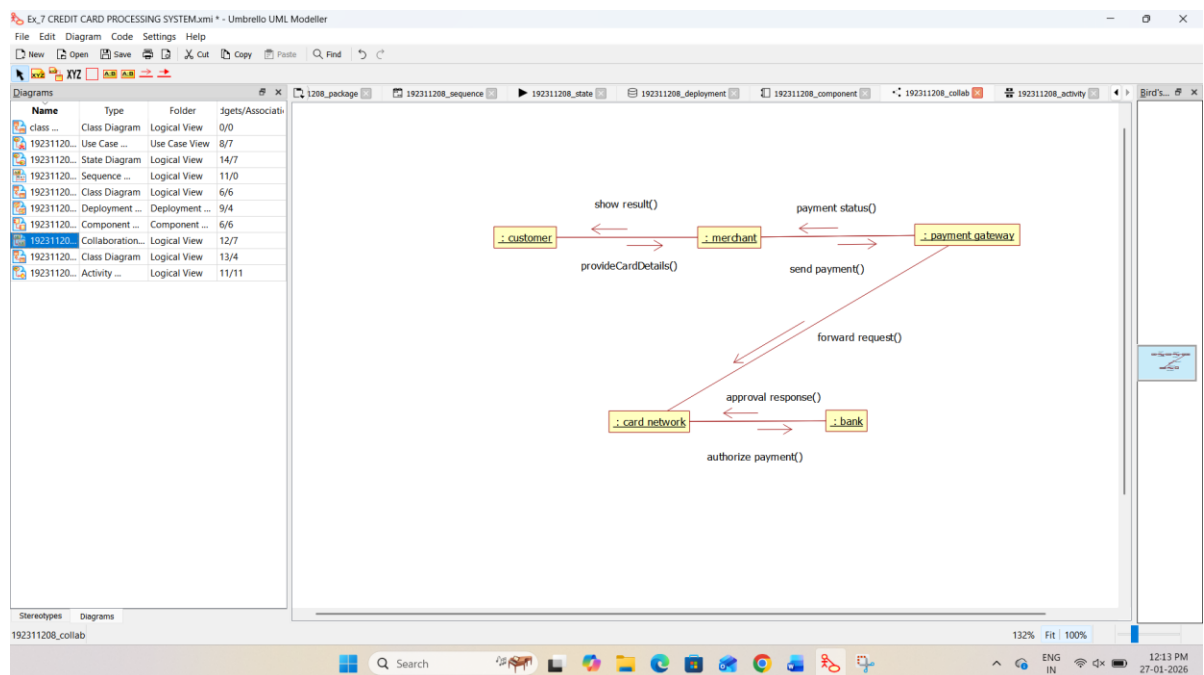 Ex_7 CREDIT CARD PROCESSING SYSTEM.xmi * - Umbrello UML Modeller
File Edit Diagram Code Settings Help
New Open Save Cut Copy Paste Find
XYZ XYZ A:B A:B
Diagrams
Name Type Folder dgets/Associati
class ... Class Diagram Logical View 0/0
19231120... Use Case ... Use Case View 8/7
19231120... State Diagram Logical View 14/7
19231120... Sequence ... Logical View 11/0
19231120... Class Diagram Logical View 6/6
19231120... Deployment ... Deployment ... 9/4
19231120... Component ... Component ... 6/6
19231120... Collaboration... Logical View 12/7
19231120... Class Diagram Logical View 13/4
19231120... Activity ... Logical View 11/11
1208_package 192311208_sequence 192311208_state 192311208_deployment 192311208_component 192311208_collab 192311208_activity
Bird's...
show result()
payment status()
: customer
: merchant
: payment gateway
provideCardDetails()
send payment()
forward request()
approval response()
: card network
: bank
authorize payment()
Stereotypes Diagrams
192311208_collab
132% Fit 100%
Search
ENG
IN
12:13 PM
27-01-2026